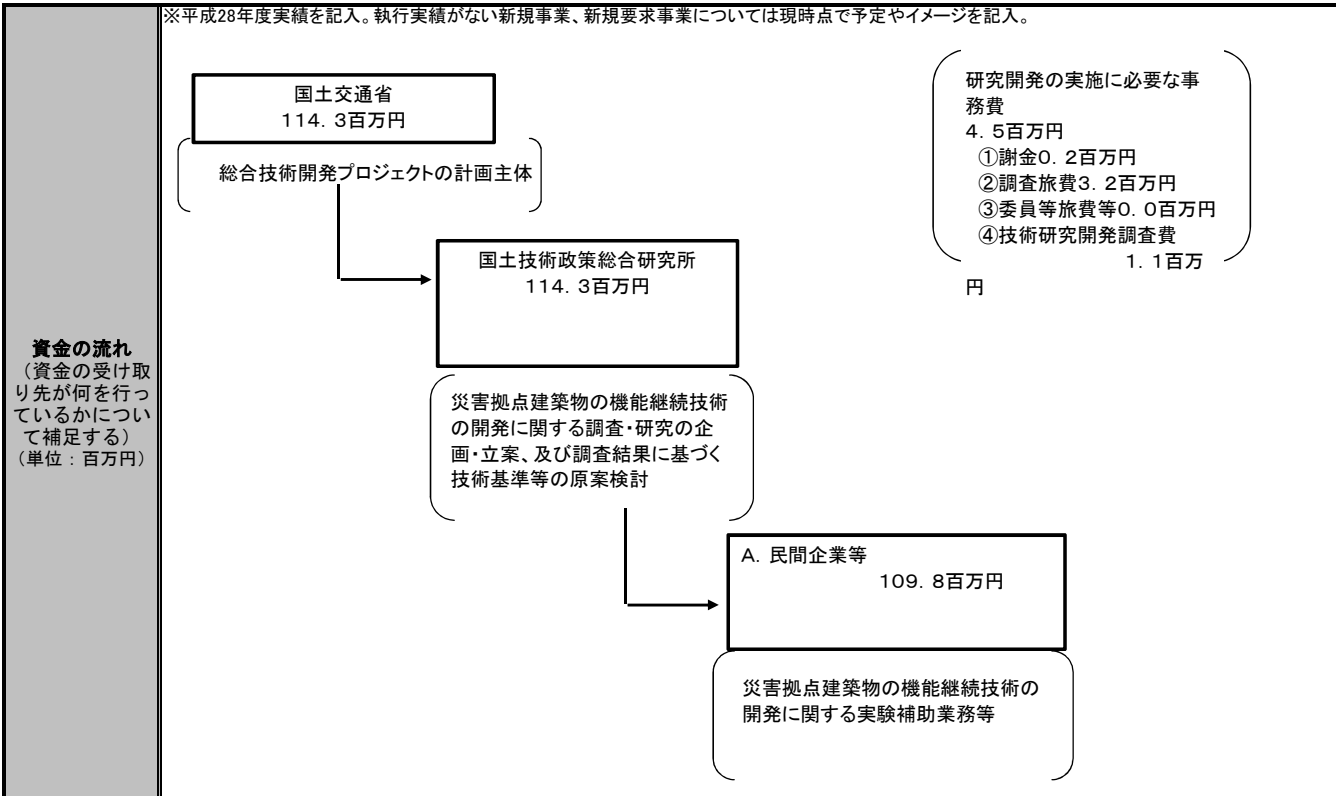 ※平成28年度実績を記入。執行実績がない新規事業、新規要求事業については現時点で予定やイメージを記入。
資金の流れ
（資金の受け取
り先が何を行っ
ているかについ
て補足する）
（単位：百万円）
国土交通省
１１４．３百万円
総合技術開発プロジェクトの計画主体
研究開発の実施に必要な事
務費
４．５百万円
①謝金０．２百万円
②調査旅費３．２百万円
③委員等旅費等０．０百万円
④技術研究開発調査費
１．１百万
円
国土技術政策総合研究所
１１４．３百万円
災害拠点建築物の機能継続技術
の開発に関する調査・研究の企
画・立案、及び調査結果に基づく
技術基準等の原案検討
Ａ．民間企業等
１０９．８百万円
災害拠点建築物の機能継続技術の
開発に関する実験補助業務等